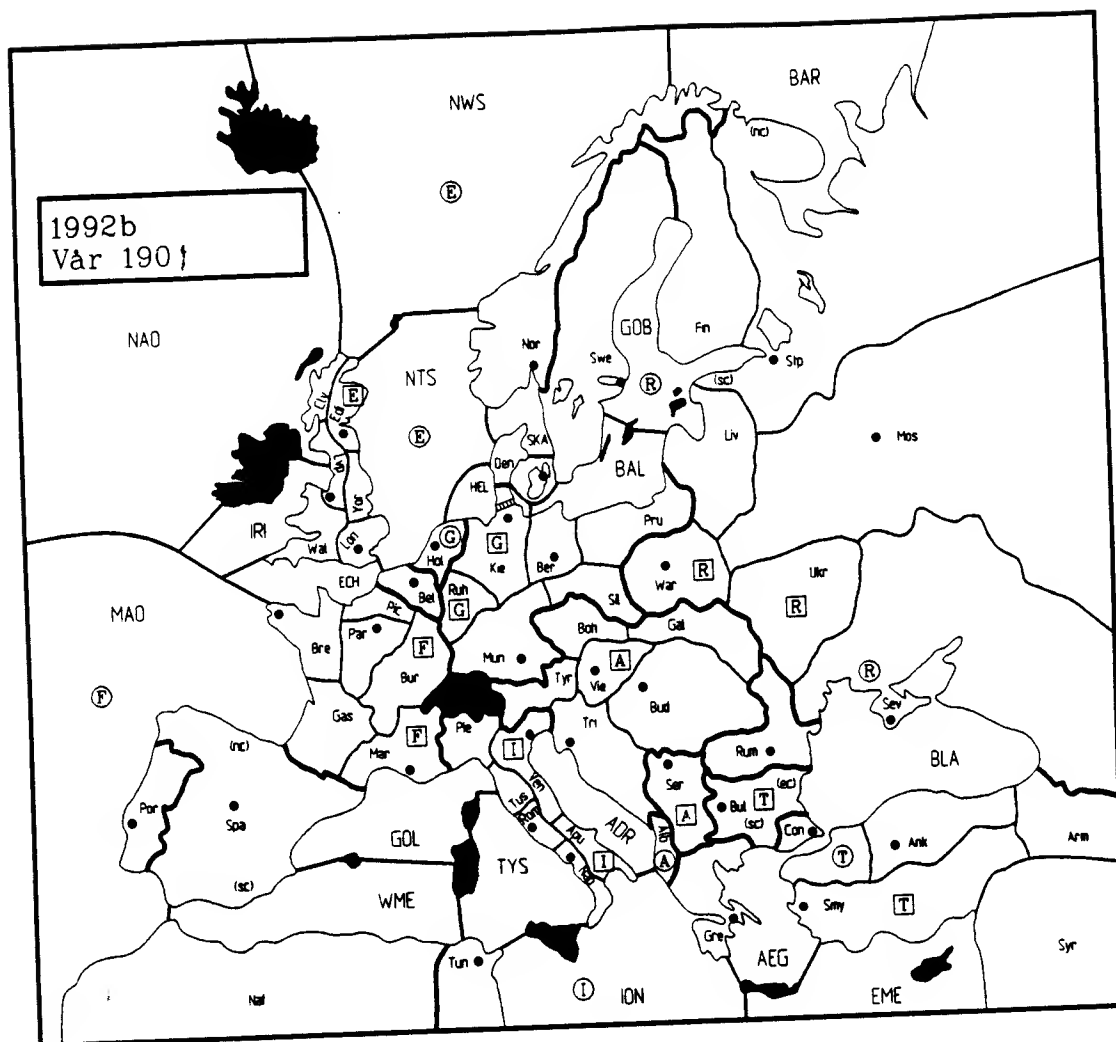 BAR
NWS
(nc)
E
1992b
Vår 1901
NAO
GOB
Fin
Nor
Swe
Stp
NTS
R
(sc)
E
Edi
E
SKA
Liv
Mos
Den
BAL
HEL
Yor
Pru
IRI
Wal
Lon
G
Hol
G
Kie
Ber
War
R
Ukr
ECH
Bel
Ruh
G
R
Pic
Sil
MAO
Par
Boh
Gal
Bre
F
Bur
Mun
A
Vie
Tyr
F
R
Sev
Bud
Gas
Tri
(nc)
Mar
F
Pie
I
Rum
BLA
Ven
Ser
(ec)
Por
Spa
Tus
Bul
T
Rom
Apu
ADR
A
(sc)
Con
GOL
TYS
I
Alb
A
T
Ank
Arm
(sc)
WME
Smy
T
Gre
Tun
AEG
Syr
Naf
I
ION
EME